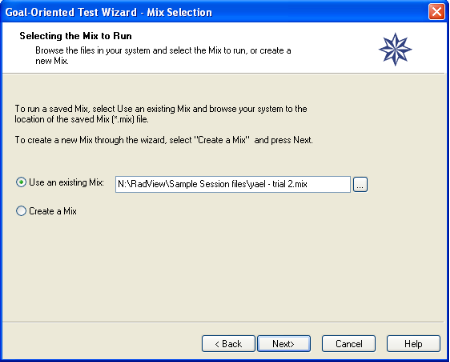 Goal-Oriented Test Wizard - Mix Selection
Selecting the Mix to Run
Browse the files in your system and select the Mix to run, or create a
new Mix.
To run a saved Mix, select Use an existing Mix and browse your system to the
location of the saved Mix (*.mix) file.
To create a new Mix through the wizard, select "Create a Mix" and press Next.
Use an existing Mix: N:\RadView\Sample Session files\yael - trial 2.mix ...
Create a Mix
< Back Next> Cancel Help